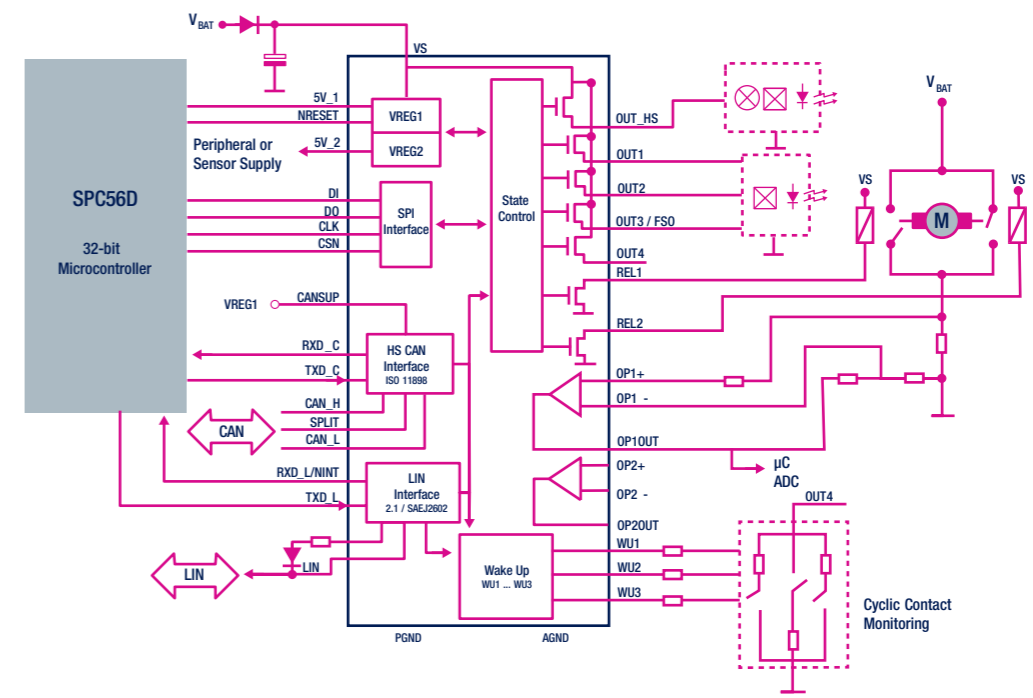 V BAT
VS
SPC56D
32-bit
Microcontroller
5V_1
NRESET
5V_2
Peripheral or
Sensor Supply
VREG1
VREG2
DI
DO
CLK
CSN
SPI
Interface
State
Control
VREG1
CANSUP
RXD_C
TXD_C
HS CAN
Interface
ISO 11898
CAN_H
SPLIT
CAN_L
CAN
RXD_L/NINT
TXD_L
LIN
Interface
2.1 / SAEJ2602
LIN
LIN
Wake Up
WU1 ... WU3
PGND
AGND
OUT_HS
OUT1
OUT2
OUT3 / FSO
OUT4
REL1
REL2
OP1+
OP1 -
OP1OUT
OP2+
OP2 -
OP2OUT
WU1
WU2
WU3
V BAT
VS
VS
M
µC
ADC
OUT4
Cyclic Contact
Monitoring